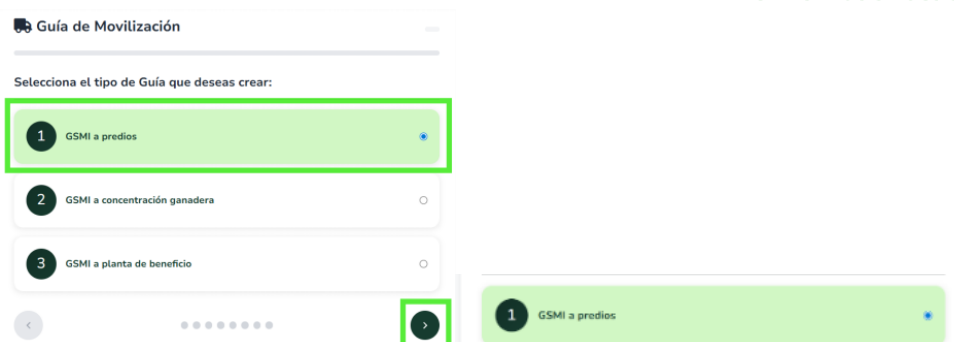 Guía de Movilización
Selecciona el tipo de Guía que deseas crear:
1 GSMI a predios
2 GSMI a concentración ganadera
3 GSMI a planta de beneficio
1 GSMI a predios